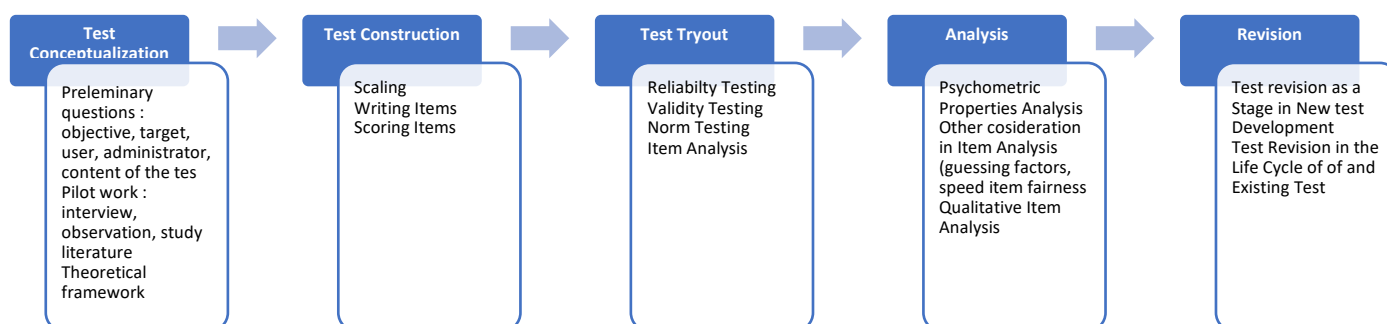 Test
Conceptualization
Preleminary
questions :
objective, target,
user, administrator,
content of the tes
Pilot work :
interview,
observation, study
literature
Theoretical
framework
Test Construction
Scaling
Writing Items
Scoring Items
Test Tryout
Reliabilty Testing
Validity Testing
Norm Testing
Item Analysis
Analysis
Psychometric
Properties Analysis
Other cosideration
in Item Analysis
(guessing factors,
speed item fairness
Qualitative Item
Analysis
Revision
Test revision as a
Stage in New test
Development
Test Revision in the
Life Cycle of of and
Existing Test